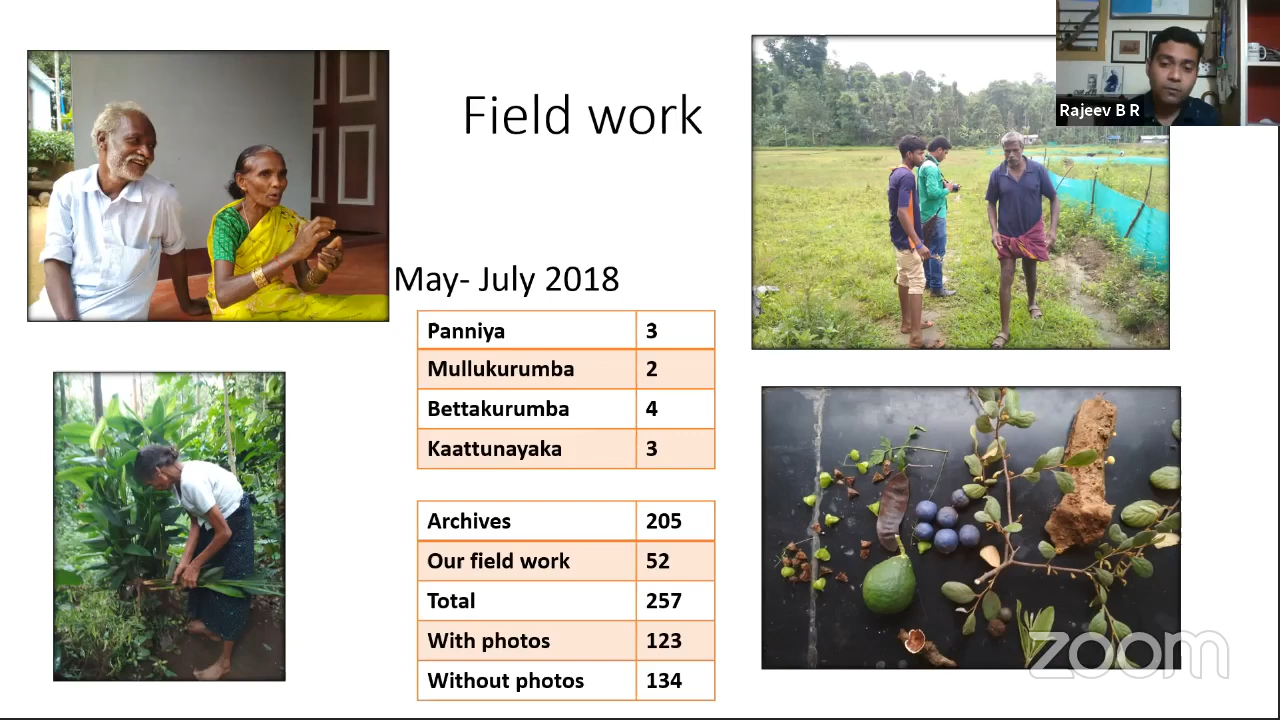 Field work
Rajeev B R
May- July 2018
Panniya 3
Mullukurumba 2
Bettakurumba 4
Kaattunayaka 3
Archives 205
Our field work 52
Total 257
With photos 123
Without photos 134
zoom